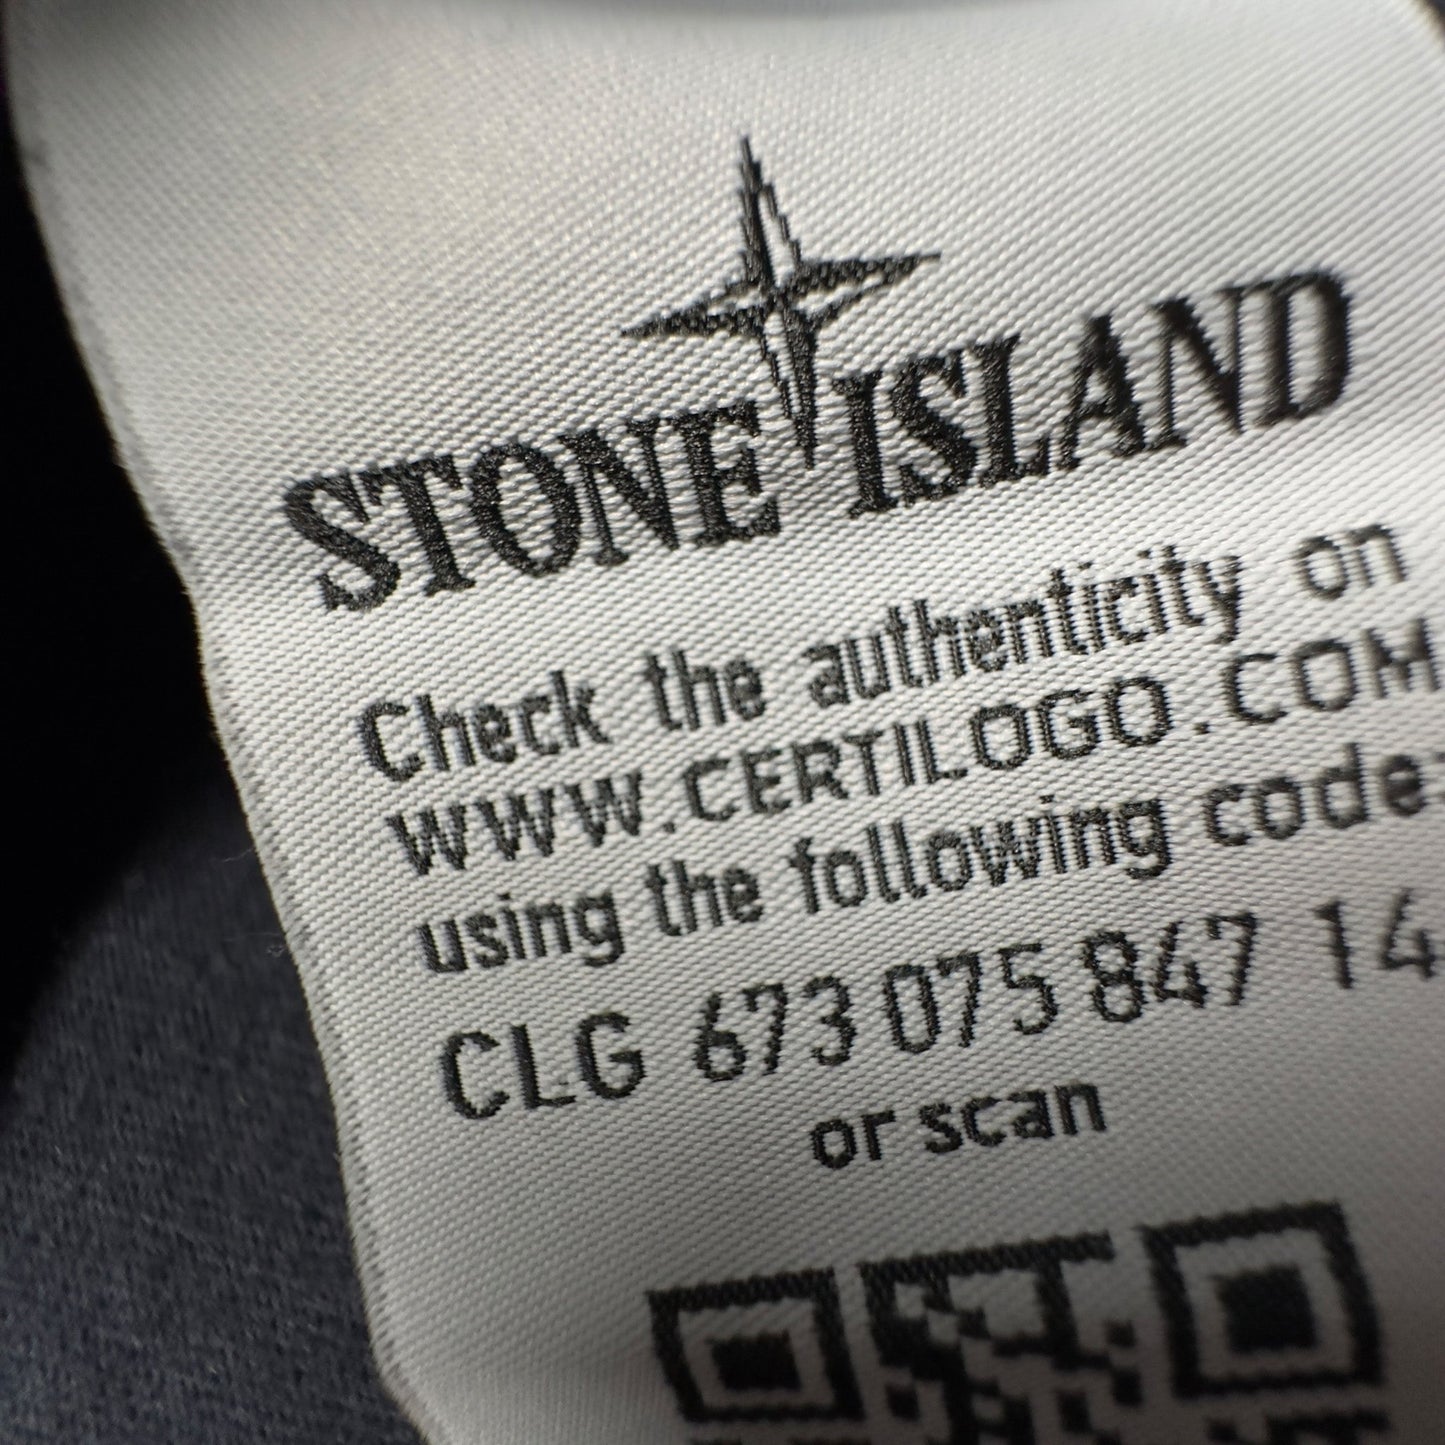 STONE ISLAND
Check the authenticity on
WWW.CERTILOGO.COM
using the following code:
CLG 673 075 847 14
or scan